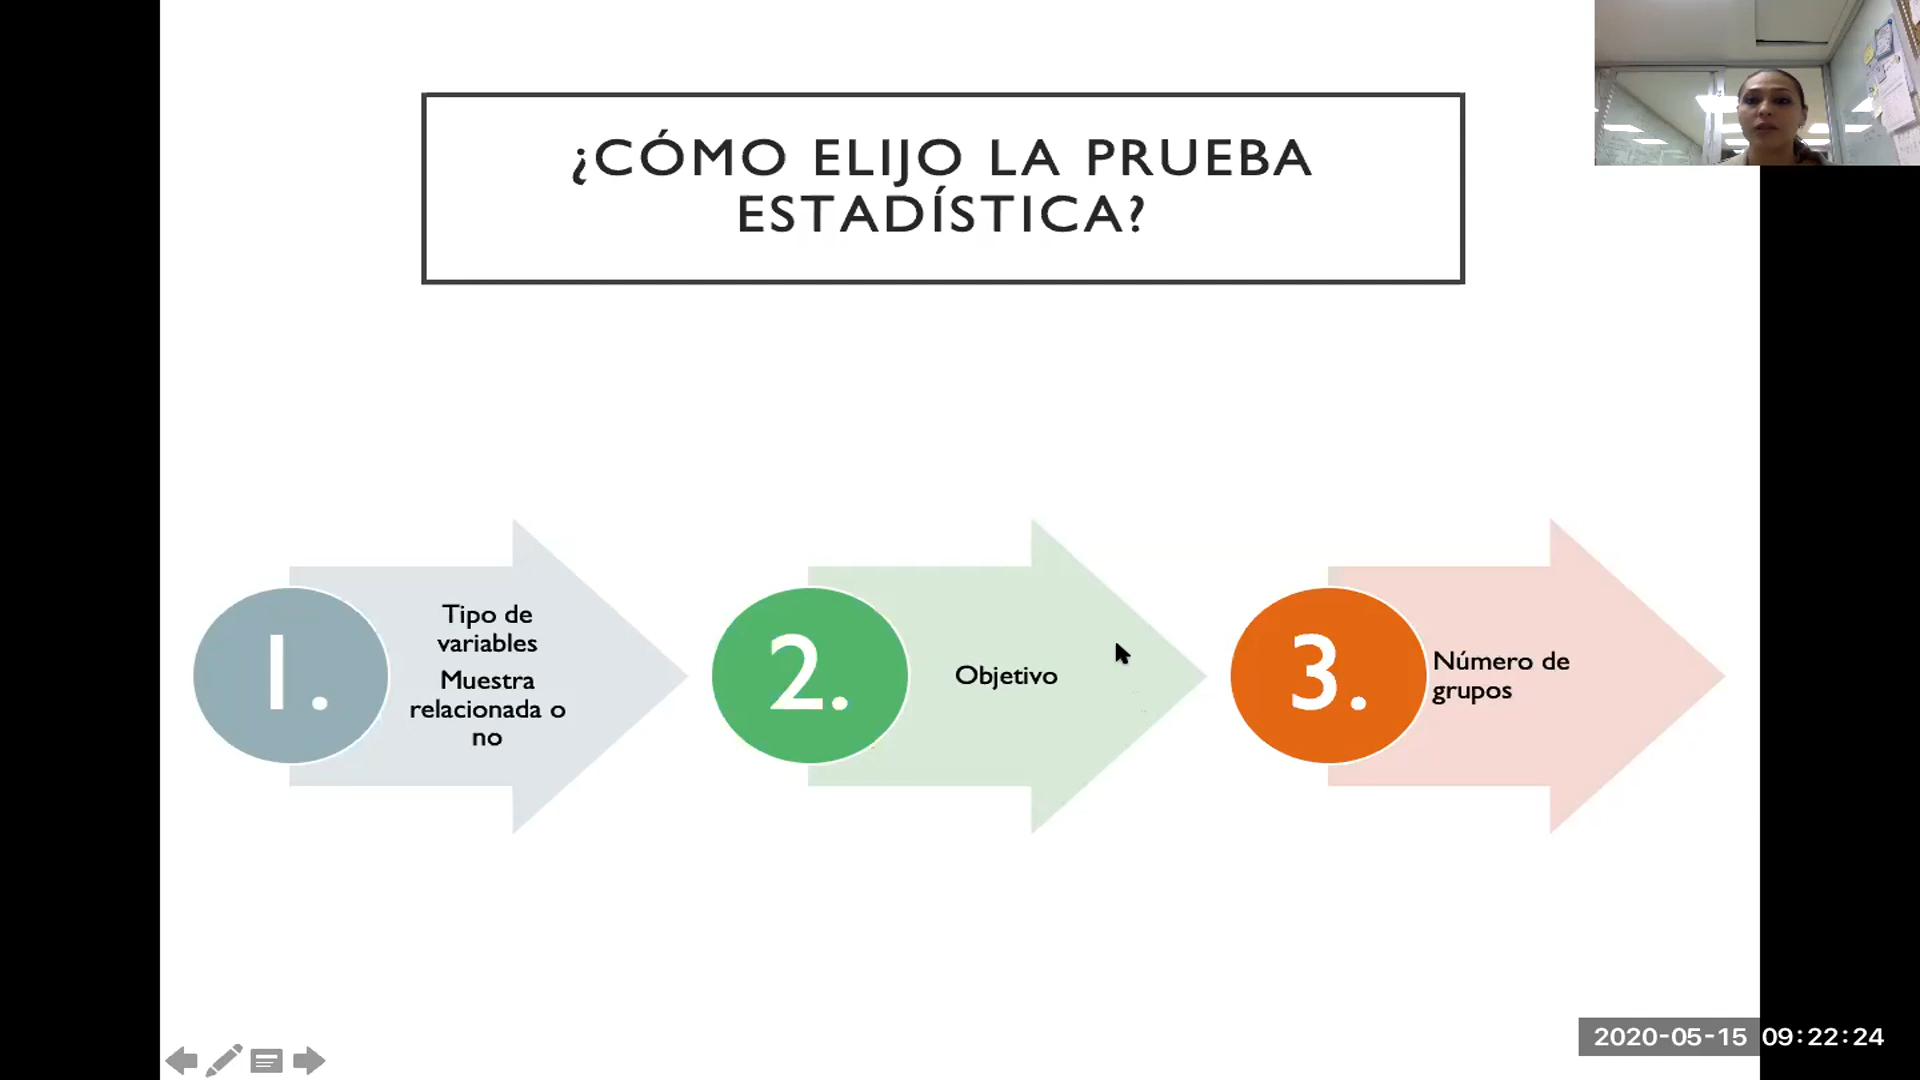 ¿CÓMO ELIJO LA PRUEBA
ESTADÍSTICA?
1.
Tipo de
variables
Muestra
relacionada o
no
2.
Objetivo
3.
Número de
grupos
2020-05-15 09:22:24